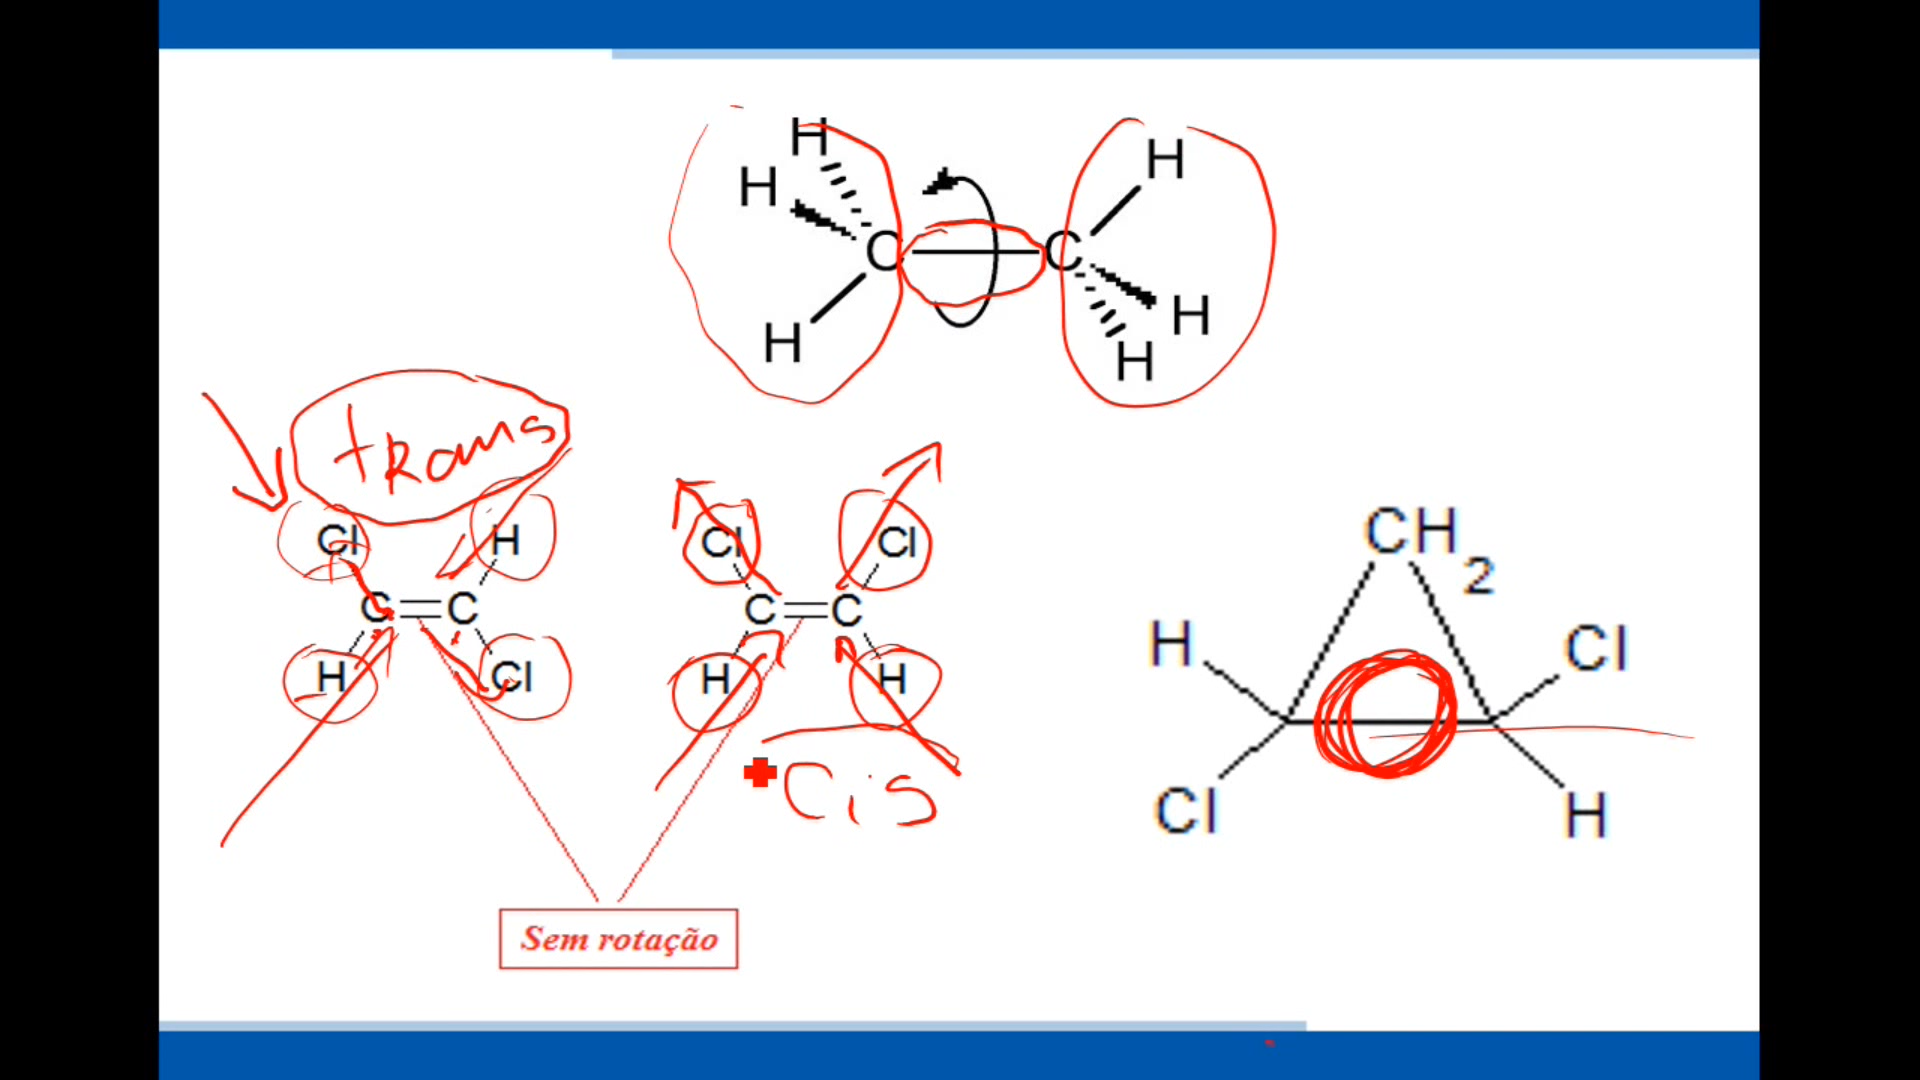 H
H
H
C C
H
H
H
H
trans
Cl H
C=C
H Cl
Cl Cl
C=C
H H
Cis
CH2
H Cl
Cl H
Sem rotação